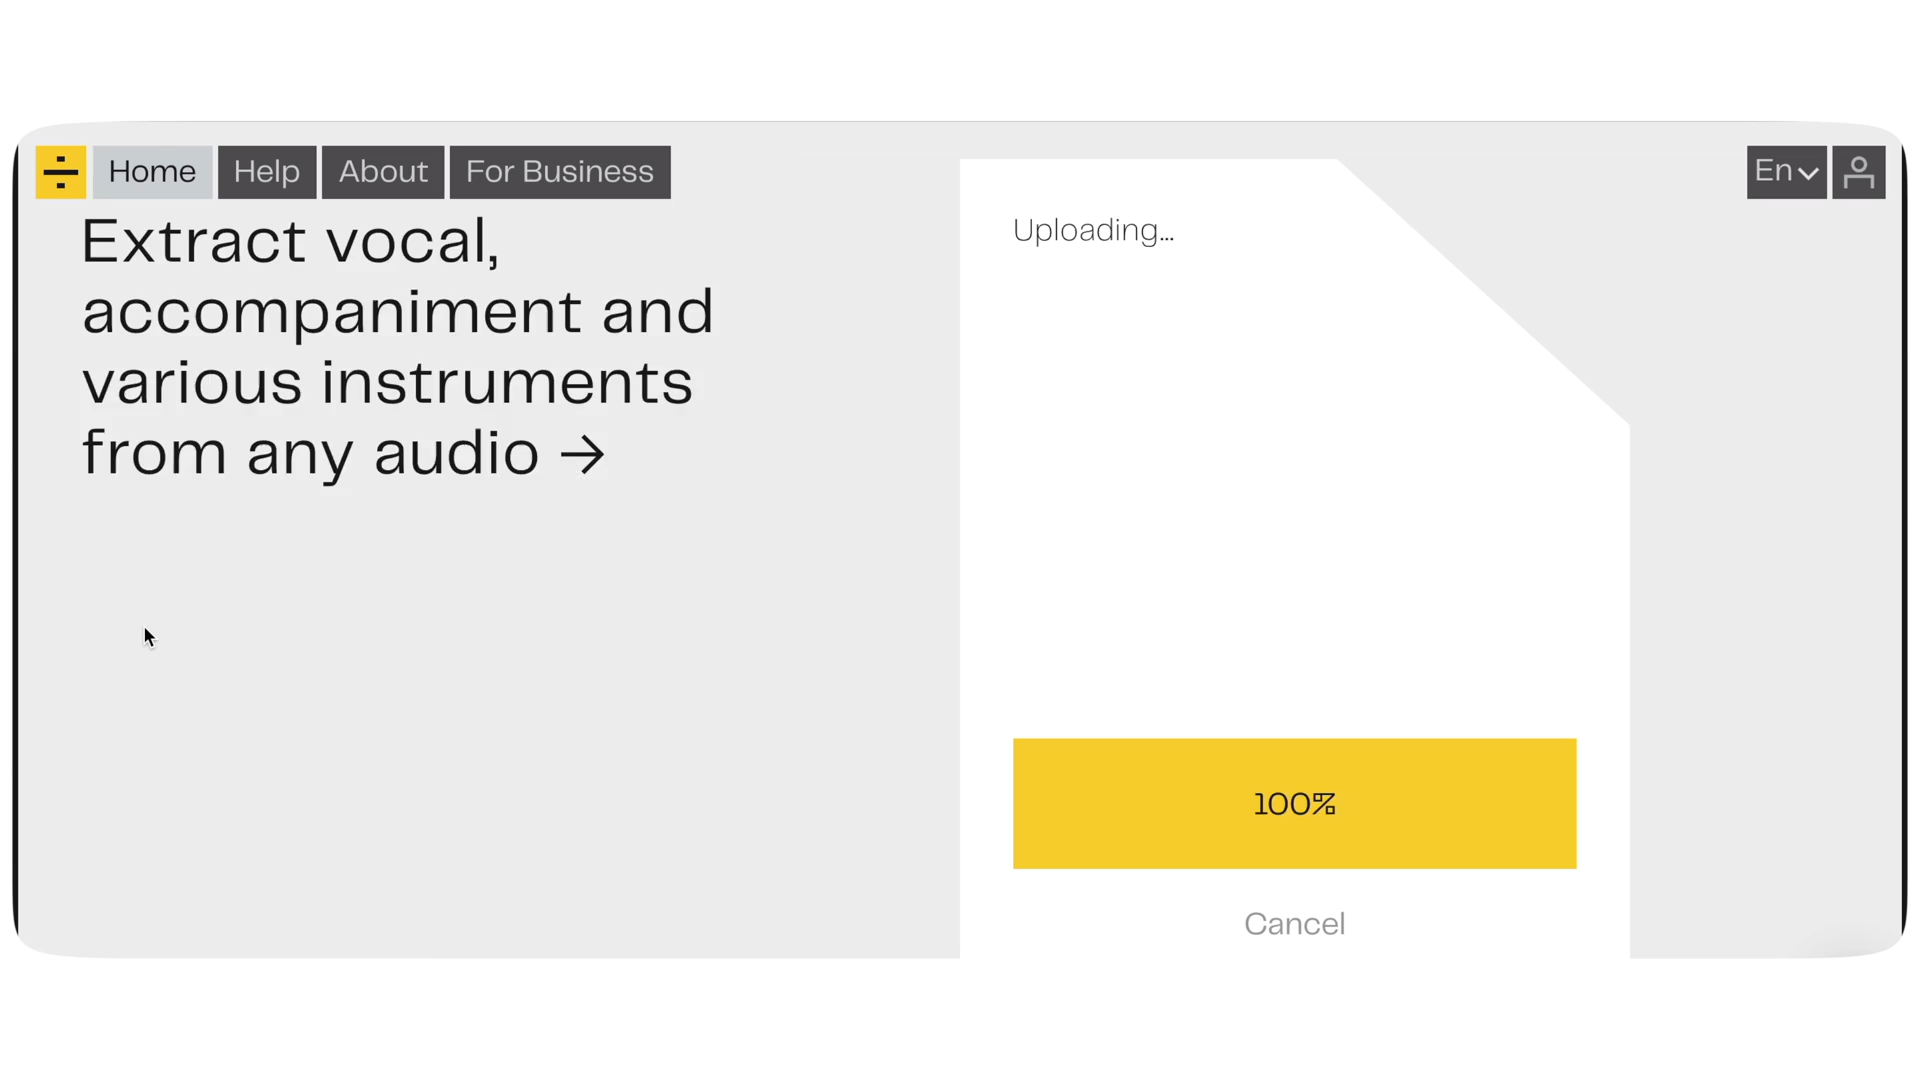 Home
Help
About
For Business
En
Extract vocal,
accompaniment and
various instruments
from any audio →
Uploading...
100%
Cancel